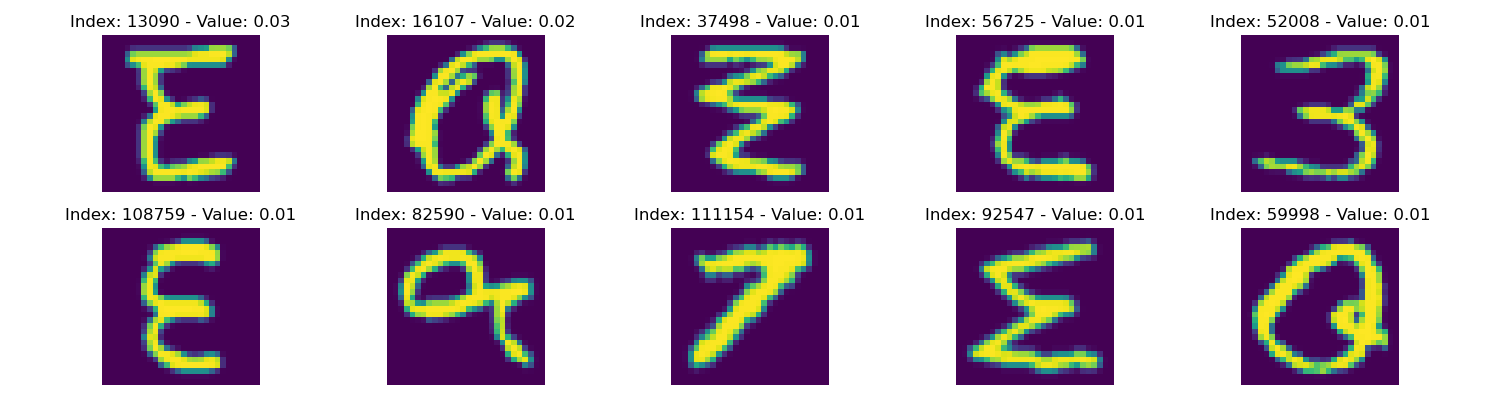 Index: 13090 - Value: 0.03 Index: 16107 - Value: 0.02 Index: 37498 - Value: 0.01 Index: 56725 - Value: 0.01 Index: 52008 - Value: 0.01
E Q E 3
Index: 108759 - Value: 0.01 Index: 82590 - Value: 0.01 Index: 111154 - Value: 0.01 Index: 92547 - Value: 0.01 Index: 59998 - Value: 0.01
E 7 E Q